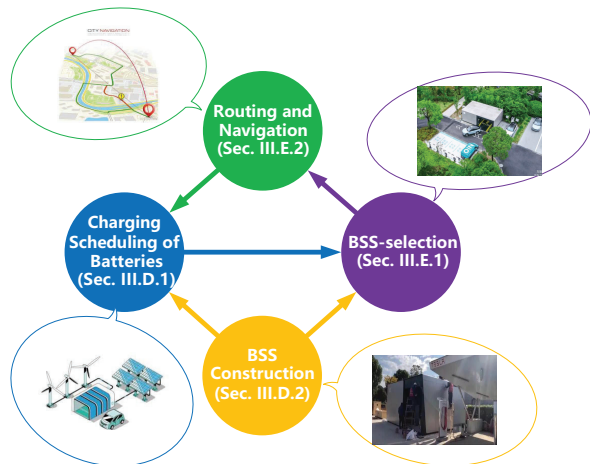 CITY NAVIGATION
Routing and
Navigation
(Sec. III.E.2)
Charging
Scheduling of
Batteries
(Sec. III.D.1)
BSS-selection
(Sec. III.E.1)
BSS
Construction
(Sec. III.D.2)